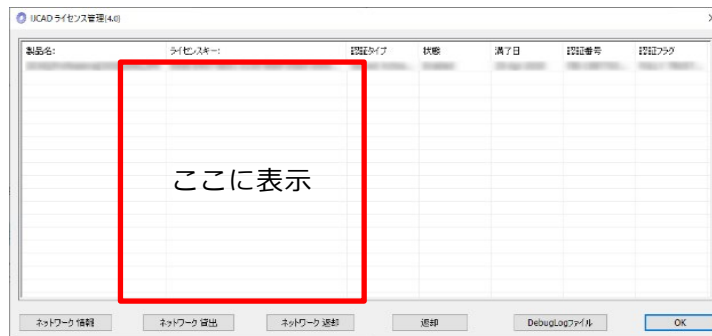 IJCAD ライセンス管理(4.0)
製品名: ライセンスキー: 認証タイプ 状態 満了日 認証番号 認証フラグ
ここに表示
ネットワーク 情報 ネットワーク 貸出 ネットワーク 返却 返却 DebugLogファイル OK